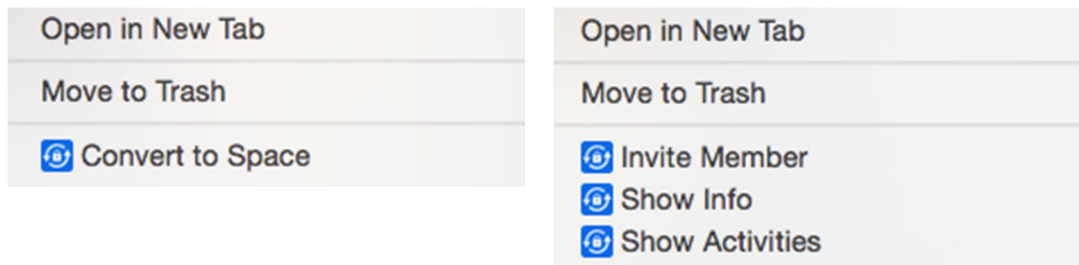 Open in New Tab
Move to Trash
Convert to Space
Open in New Tab
Move to Trash
Invite Member
Show Info
Show Activities